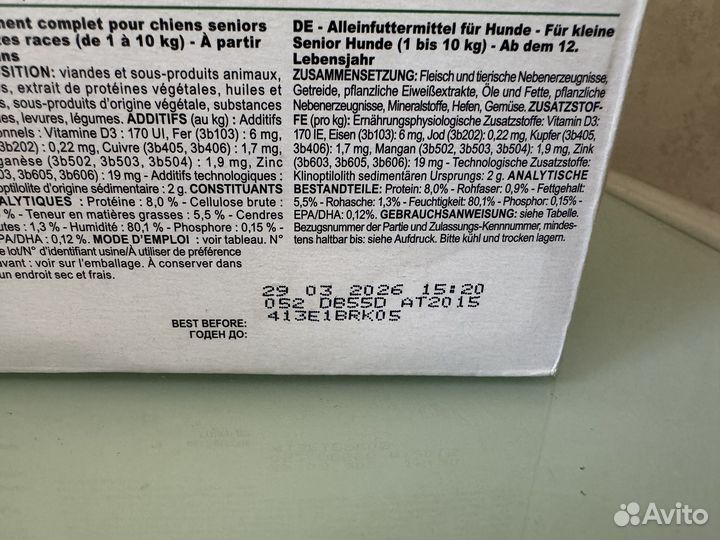 ment complet pour chiens seniors
tes races (de 1 à 10 kg) - À partir
ans
OSITION: viandes et sous-produits animaux,
es, extrait de protéines végétales, huiles et
s, sous-produits d'origine végétale, substances
les, levures, légumes. ADDITIFS (au kg) : Additifs
onnels : Vitamine D3 : 170 UI, Fer (3b103) : 6 mg,
202) : 0,22 mg, Cuivre (3b405, 3b406) : 1,7 mg,
ganèse (3b502, 3b503, 3b504) : 1,9 mg, Zinc
03, 3b605, 3b606) : 19 mg - Additifs technologiques :
noptilolite d'origine sédimentaire : 2 g. CONSTITUANTS
ALYTIQUES : Protéine : 8,0 % - Cellulose brute :
% - Teneur en matières grasses : 5,5 % - Cendres
utes : 1,3 % - Humidité : 80,1 % - Phosphore : 0,15 % -
PA/DHA : 0,12 %. MODE D'EMPLOI : voir tableau. N°
e lot/N° d'identifiant usine/À utiliser de préférence
avant : voir sur l'emballage. À conserver dans
un endroit sec et frais.
DE - Alleinfuttermittel für Hunde - Für kleine
Senior Hunde (1 bis 10 kg) - Ab dem 12.
Lebensjahr
ZUSAMMENSETZUNG: Fleisch und tierische Nebenerzeugnisse,
Getreide, pflanzliche Eiweißextrakte, Öle und Fette, pflanzliche
Nebenerzeugnisse, Mineralstoffe, Hefen, Gemüse. ZUSATZSTOF-
FE (pro kg): Ernährungsphysiologische Zusatzstoffe: Vitamin D3:
170 IE, Eisen (3b103): 6 mg, Jod (3b202): 0,22 mg, Kupfer (3b405,
3b406): 1,7 mg, Mangan (3b502, 3b503, 3b504): 1,9 mg, Zink
(3b603, 3b605, 3b606): 19 mg - Technologische Zusatzstoffe:
Klinoptilolith sedimentären Ursprungs: 2 g. ANALYTISCHE
BESTANDTEILE: Protein: 8,0% - Rohfaser: 0,9% - Fettgehalt:
5,5% - Rohasche: 1,3% - Feuchtigkeit: 80,1% - Phosphor: 0,15% -
EPA/DHA: 0,12%. GEBRAUCHSANWEISUNG: siehe Tabelle.
Bezugsnummer der Partie und Zulassungs-Kennnummer, mindes-
tens haltbar bis: siehe Aufdruck. Bitte kühl und trocken lagern.
29 03 2026 15:20
052 DB55D AT2015
413E1BRK05
BEST BEFORE:
ГОДЕН ДО:
Avito